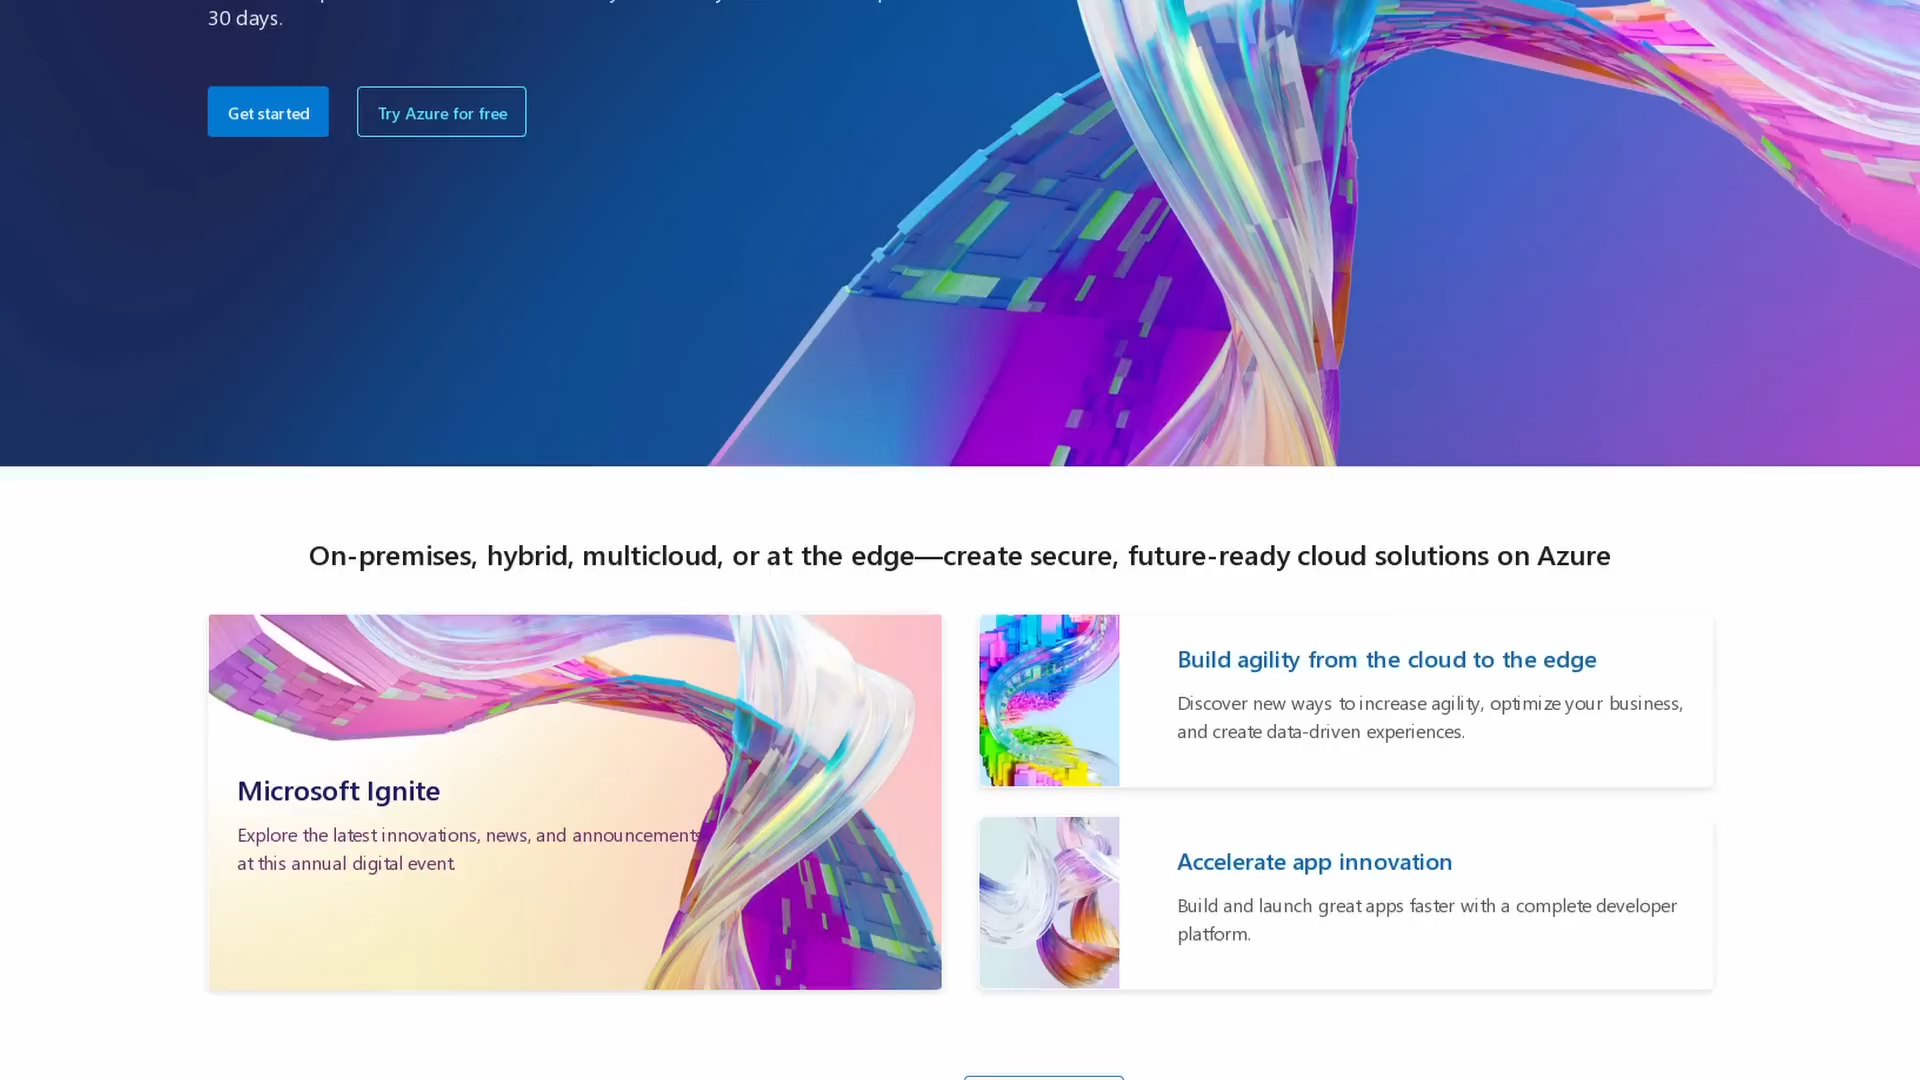 30 days.
Get started
Try Azure for free
On-premises, hybrid, multicloud, or at the edge—create secure, future-ready cloud solutions on Azure
Microsoft Ignite
Explore the latest innovations, news, and announcements
at this annual digital event.
Build agility from the cloud to the edge
Discover new ways to increase agility, optimize your business,
and create data-driven experiences.
Accelerate app innovation
Build and launch great apps faster with a complete developer
platform.